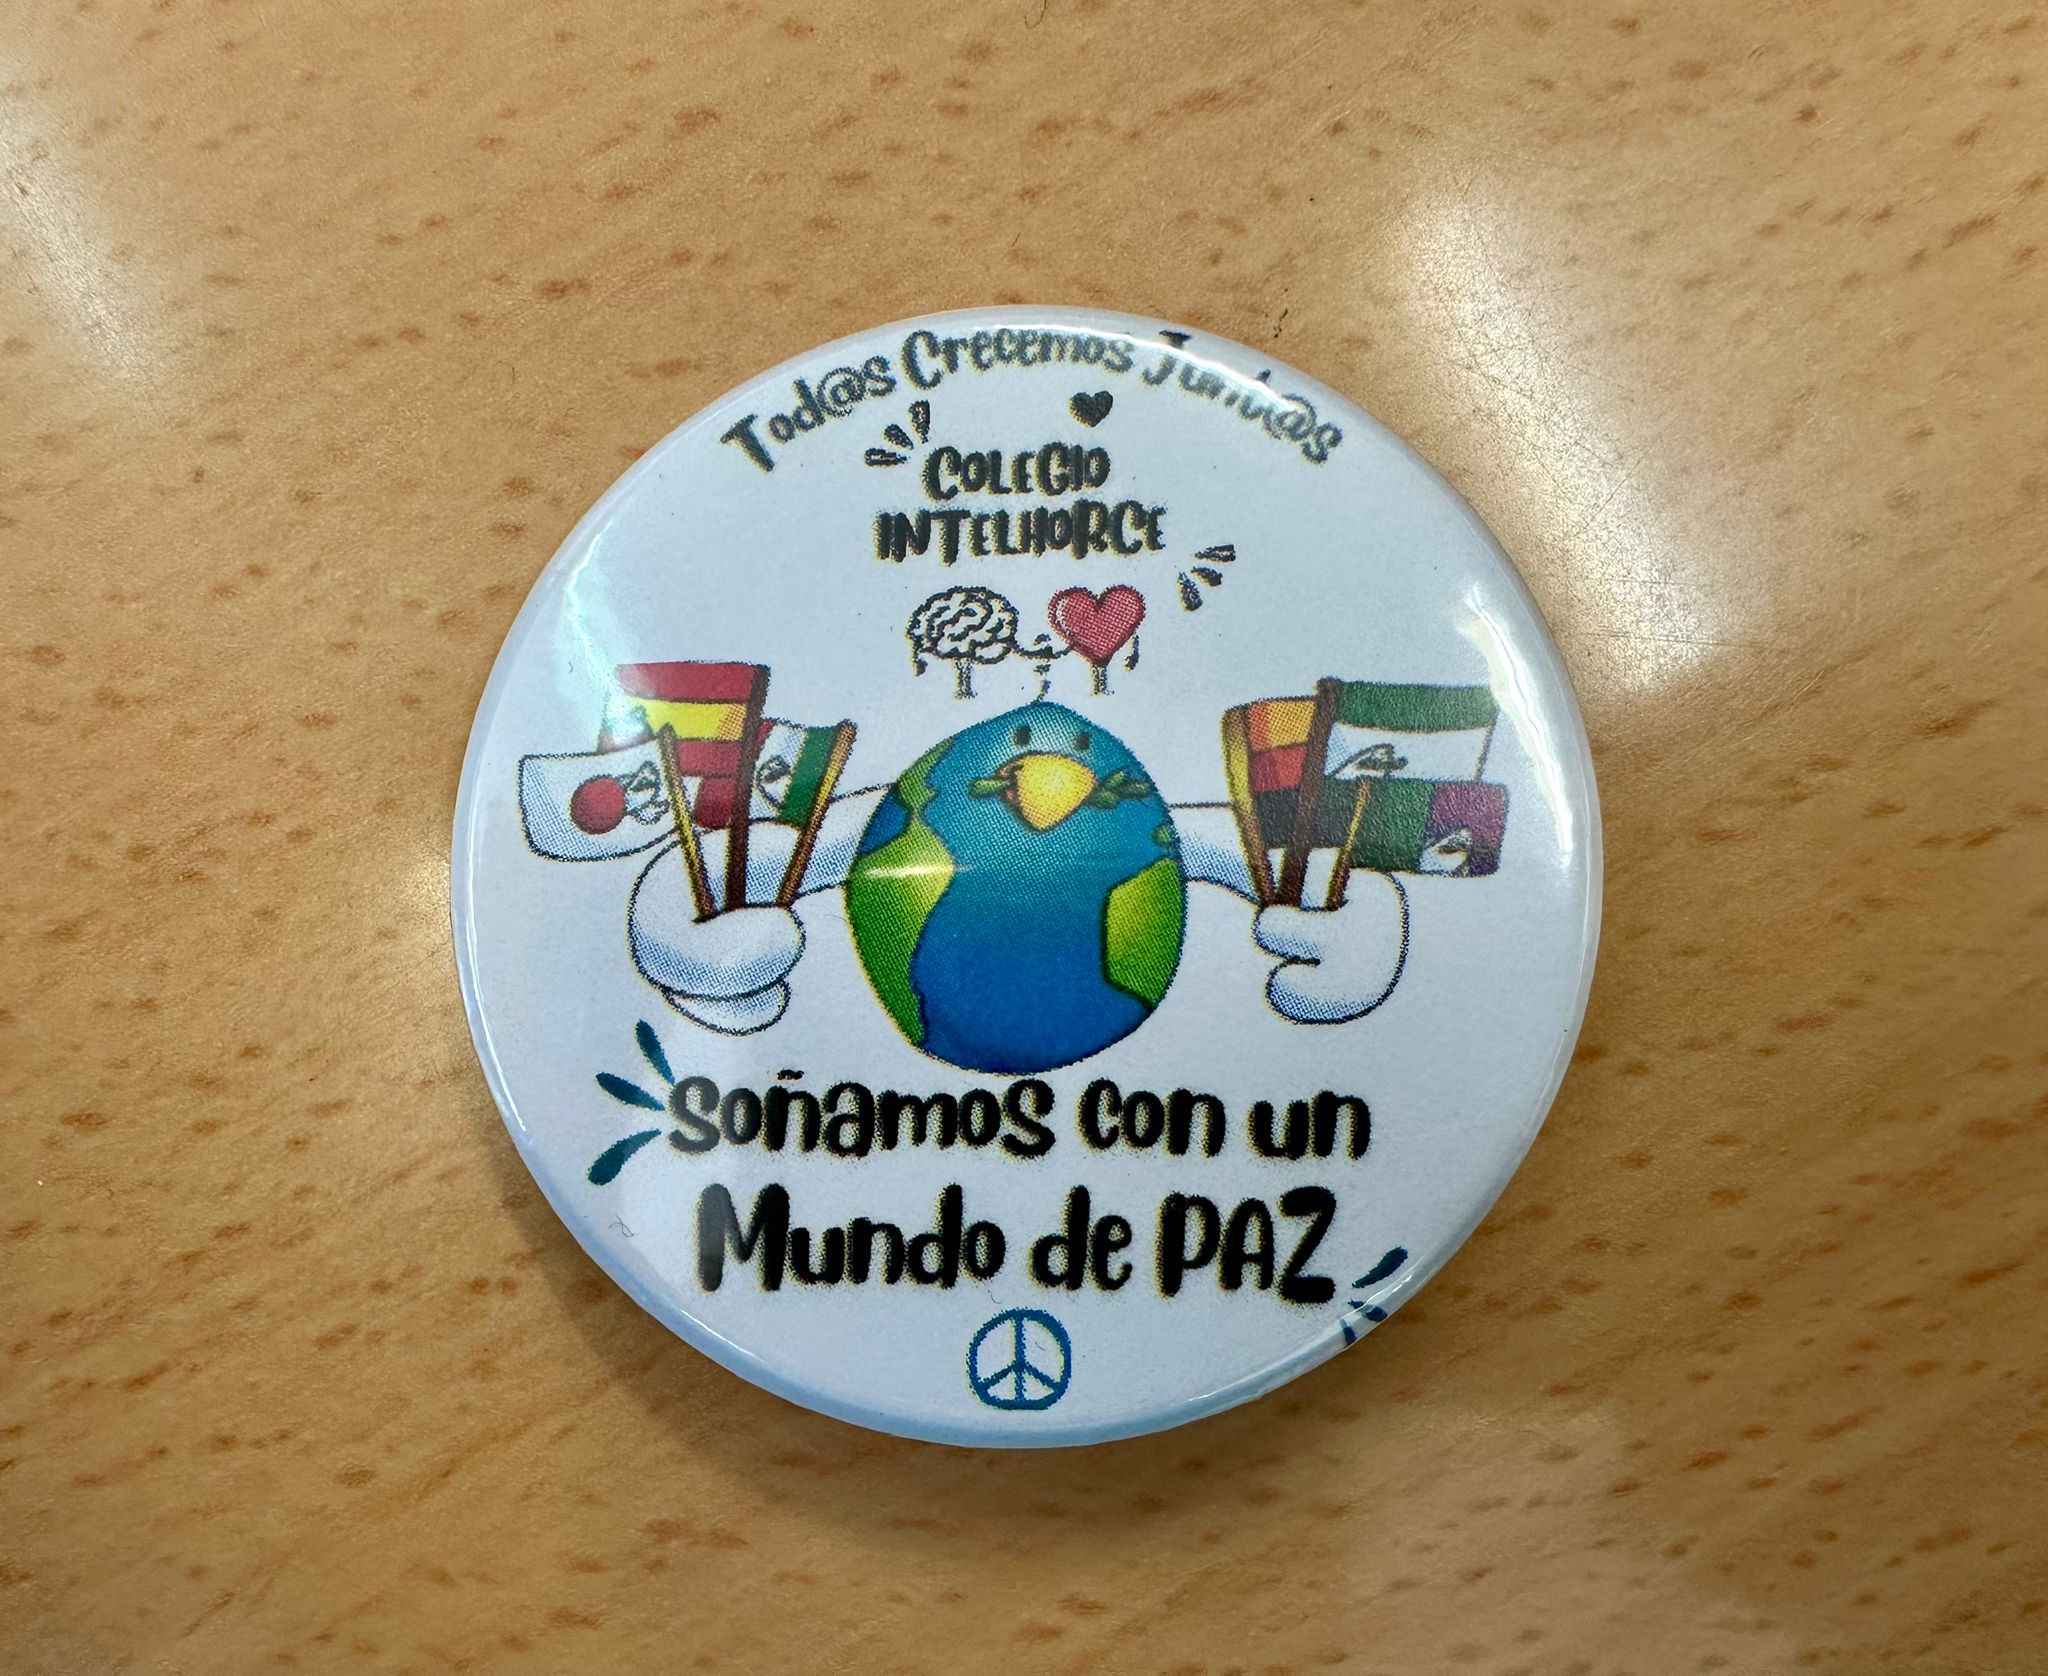 Tod@s Crecemos Junt@s
COLEGIO
INTELHORCE
Soñamos con un
Mundo de PAZ